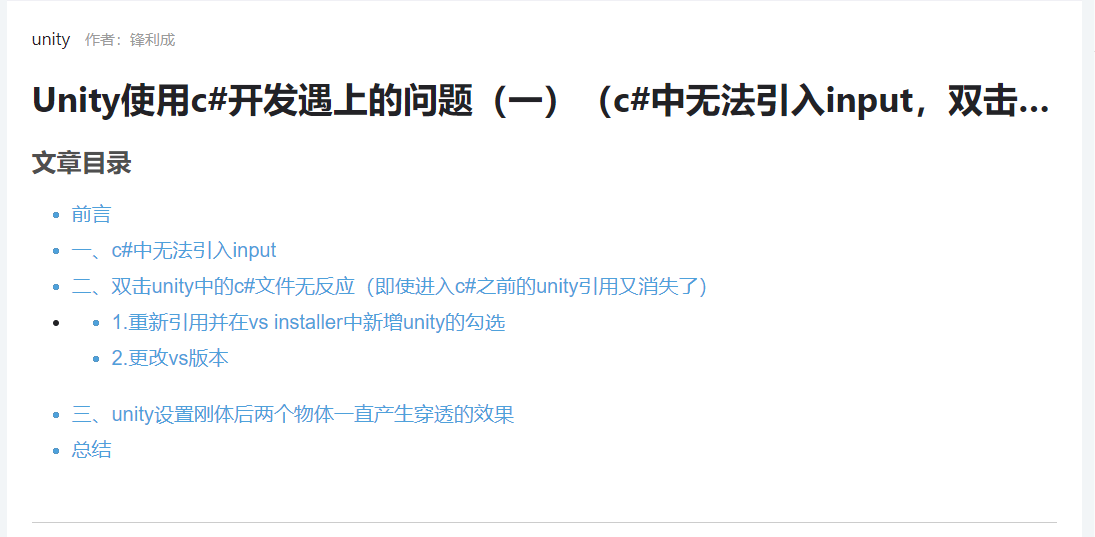 unity 作者：锋利成
Unity使用c#开发遇上的问题（一）（c#中无法引入input，双击...
文章目录
前言
一、c#中无法引入input
二、双击unity中的c#文件无反应（即使进入c#之前的unity引用又消失了）
1.重新引用并在vs installer中新增unity的勾选
2.更改vs版本
三、unity设置刚体后两个物体一直产生穿透的效果
总结